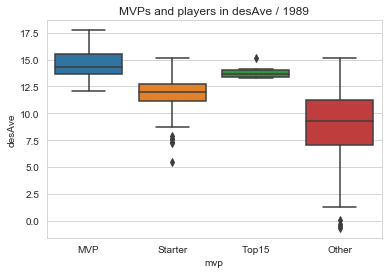 MVPs and players in desAve / 1989
17.5
15.0
12.5
10.0
7.5
5.0
2.5
0.0
desAve
MVP Starter Top15 Other
mvp